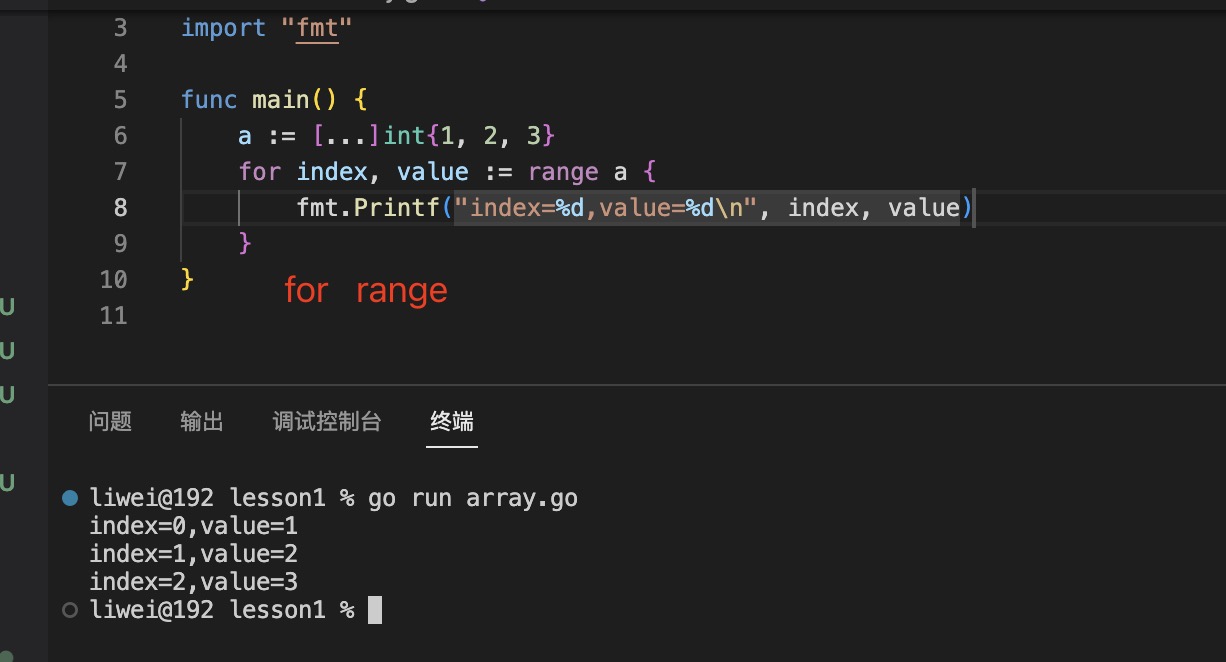 3 import "fmt"
4
5 func main() {
6 a := [...]int{1, 2, 3}
7 for index, value := range a {
8 fmt.Printf("index=%d,value=%d\n", index, value)
9 }
10 }
for range
11
U
U
U
U
问题 输出 调试控制台 终端
liwei@192 lesson1 % go run array.go
index=0,value=1
index=1,value=2
index=2,value=3
liwei@192 lesson1 %